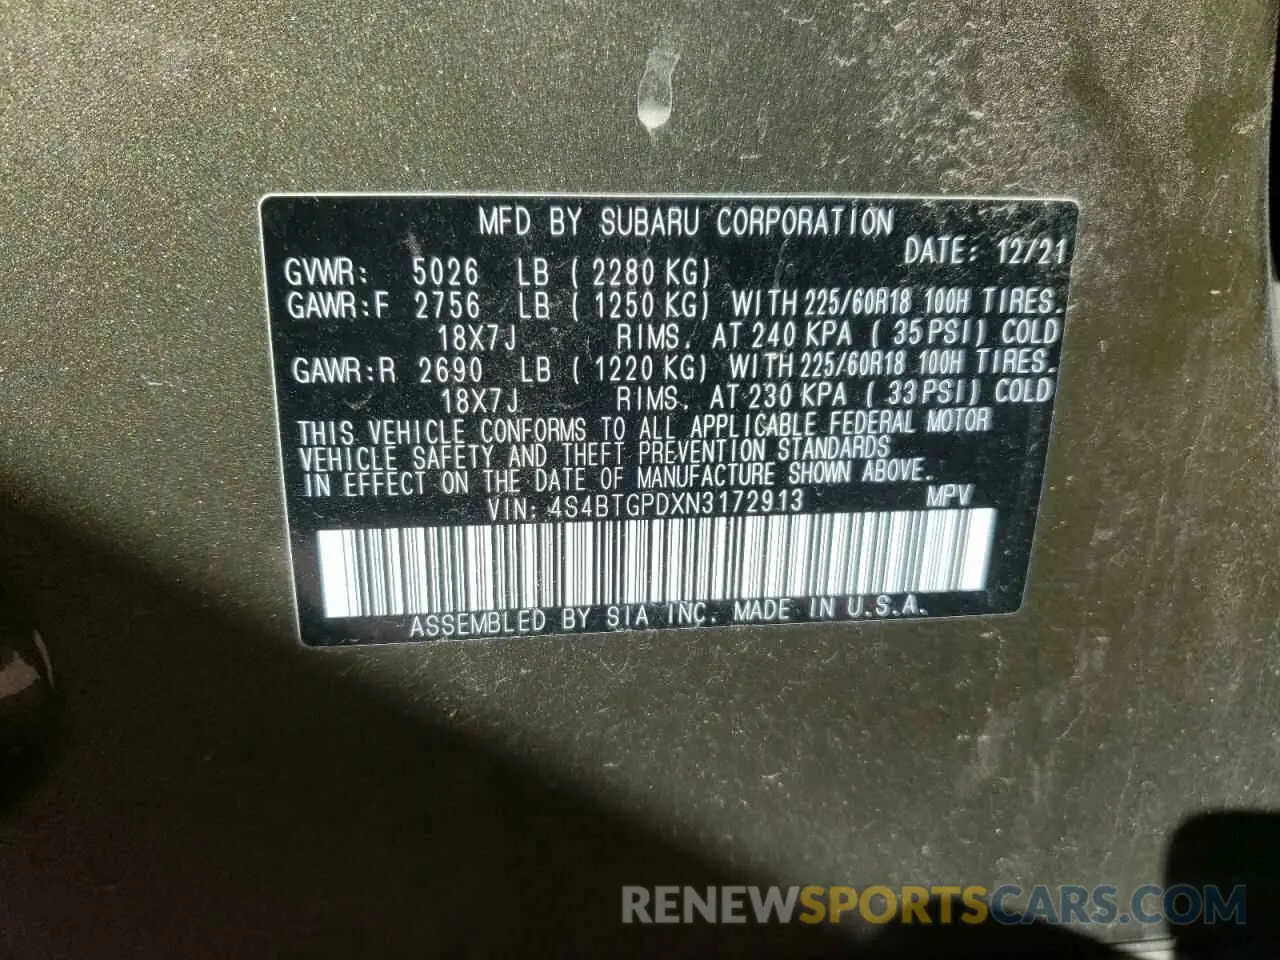 MFD BY SUBARU CORPORATION
DATE: 12/21
GVWR: 5026 LB ( 2280 KG)
GAWR:F 2756 LB ( 1250 KG) WITH 225/60R18 100H TIRES.
18X7J RIMS. AT 240 KPA ( 35 PSI) COLD
GAWR:R 2690 LB ( 1220 KG) WITH 225/60R18 100H TIRES.
18X7J RIMS. AT 230 KPA ( 33 PSI) COLD
THIS VEHICLE CONFORMS TO ALL APPLICABLE FEDERAL MOTOR
VEHICLE SAFETY AND THEFT PREVENTION STANDARDS
IN EFFECT ON THE DATE OF MANUFACTURE SHOWN ABOVE.
VIN: 4S4BTGPDXN3172913 MPV
ASSEMBLED BY SIA INC. MADE IN U.S.A.
RENEWSPORTSCARS.COM